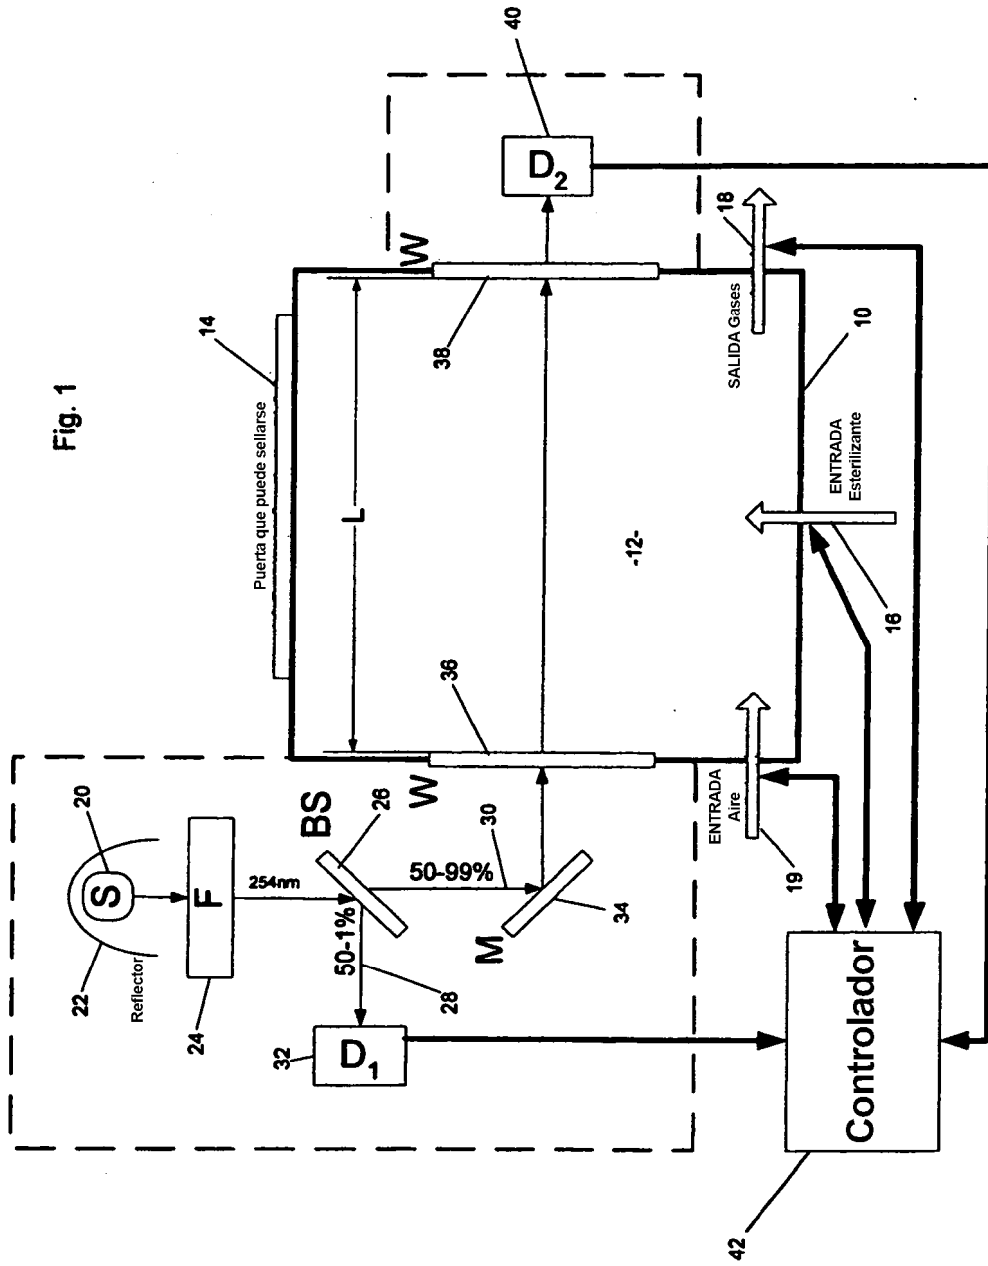 Fig. 1
14
Puerta que puede sellarse
L
-12-
W
36
W
38
40
D2
20
S
22
Reflector
F
24
254nm
BS
26
50-99%
30
50-1%
28
M
34
32
D1
ENTRADA
Aire
19
ENTRADA
Esterilizante
16
SALIDA Gases
18
10
Controlador
42